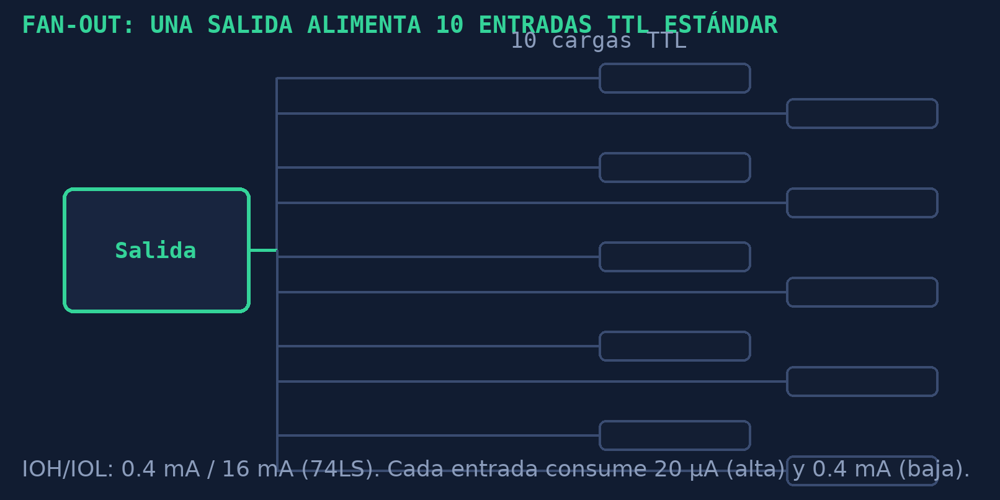 FAN-OUT: UNA SALIDA ALIMENTA 10 ENTRADAS TTL ESTÁNDAR
10 cargas TTL
Salida
IOH/IOL: 0.4 mA / 16 mA (74LS). Cada entrada consume 20 µA (alta) y 0.4 mA (baja).